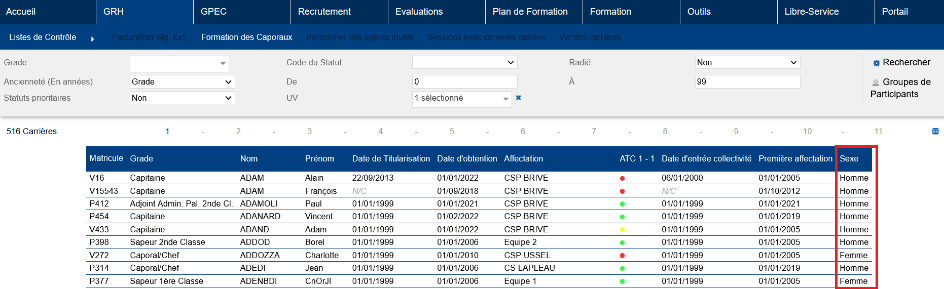 Accueil GRH GPEC Recrutement Evaluations Plan de Formation Formation Outils Libre-Service Portail
Listes de Contrôle Facturation Stg. Ext. Formation des Caporaux Périmètres des agents mutés Sessions avec carrières radiées Vie des carrières
Grade Code du Statut Radié Non Rechercher
Ancienneté (En années) Grade De 0 À 99 Groupes de Participants
Statuts prioritaires Non UV 1 sélectionné
516 Carrières 1 - 2 - 3 - 4 - 5 - 6 - 7 - 8 - 9 - 10 - 11
Matricule Grade Nom Prénom Date de Titularisation Date d'obtention Affectation ATC 1 - 1 Date d'entrée collectivité Première affectation Sexe
V16 Capitaine ADAM Alain 22/09/2013 01/01/2022 CSP BRIVE 06/01/2000 01/01/2005 Homme
V15543 Capitaine ADAM François N/C 01/09/2018 CSP BRIVE N/C 01/10/2012 Homme
P412 Adjoint Admin. Pal. 2nde Cl. ADAMOLI Paul 01/01/1999 01/01/2021 CSP BRIVE 01/01/1999 01/01/2021 Homme
P454 Capitaine ADANARD Vincent 01/01/1999 01/02/2022 CSP BRIVE 01/01/1999 01/01/2019 Homme
V433 Capitaine ADAND Adam 01/01/1999 01/01/2022 CSP BRIVE 01/01/1999 01/01/2005 Homme
P398 Sapeur 2nde Classe ADDOD Borel 01/01/1999 01/01/2006 Equipe 2 01/01/1999 01/01/2005 Homme
V272 Caporal/Chef ADDOZZA Charlotte 01/01/1999 01/01/2010 CSP USSEL 01/01/1999 01/01/2005 Femme
P314 Caporal/Chef ADEDI Jean 01/01/1999 01/01/2006 CS LAPLEAU 01/01/1999 01/01/2019 Homme
P377 Sapeur 1ère Classe ADENBDI CnOrJI 01/01/1999 01/01/2006 Equipe 1 01/01/1999 01/01/2005 Femme